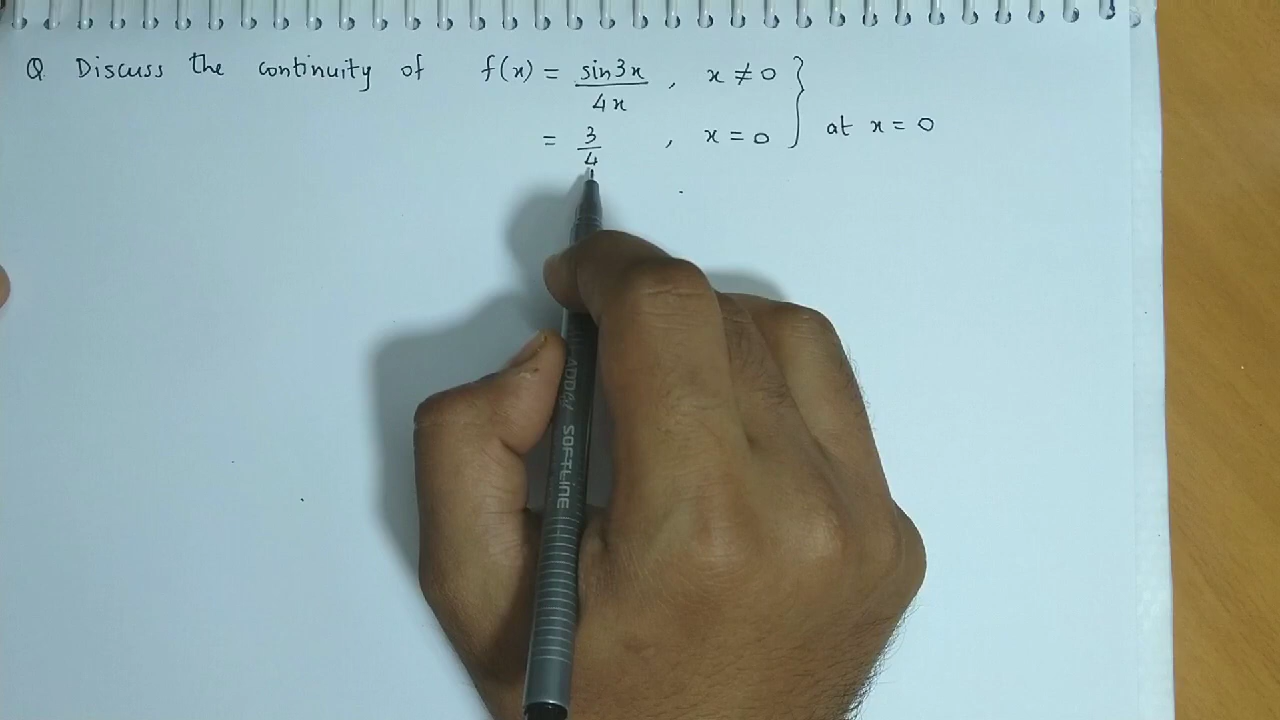 Q Discuss the continuity of f(x) = sin3x / 4x , x ≠ 0 }
= 3/4 , x = 0 } at x = 0
ADD SOFTLINE